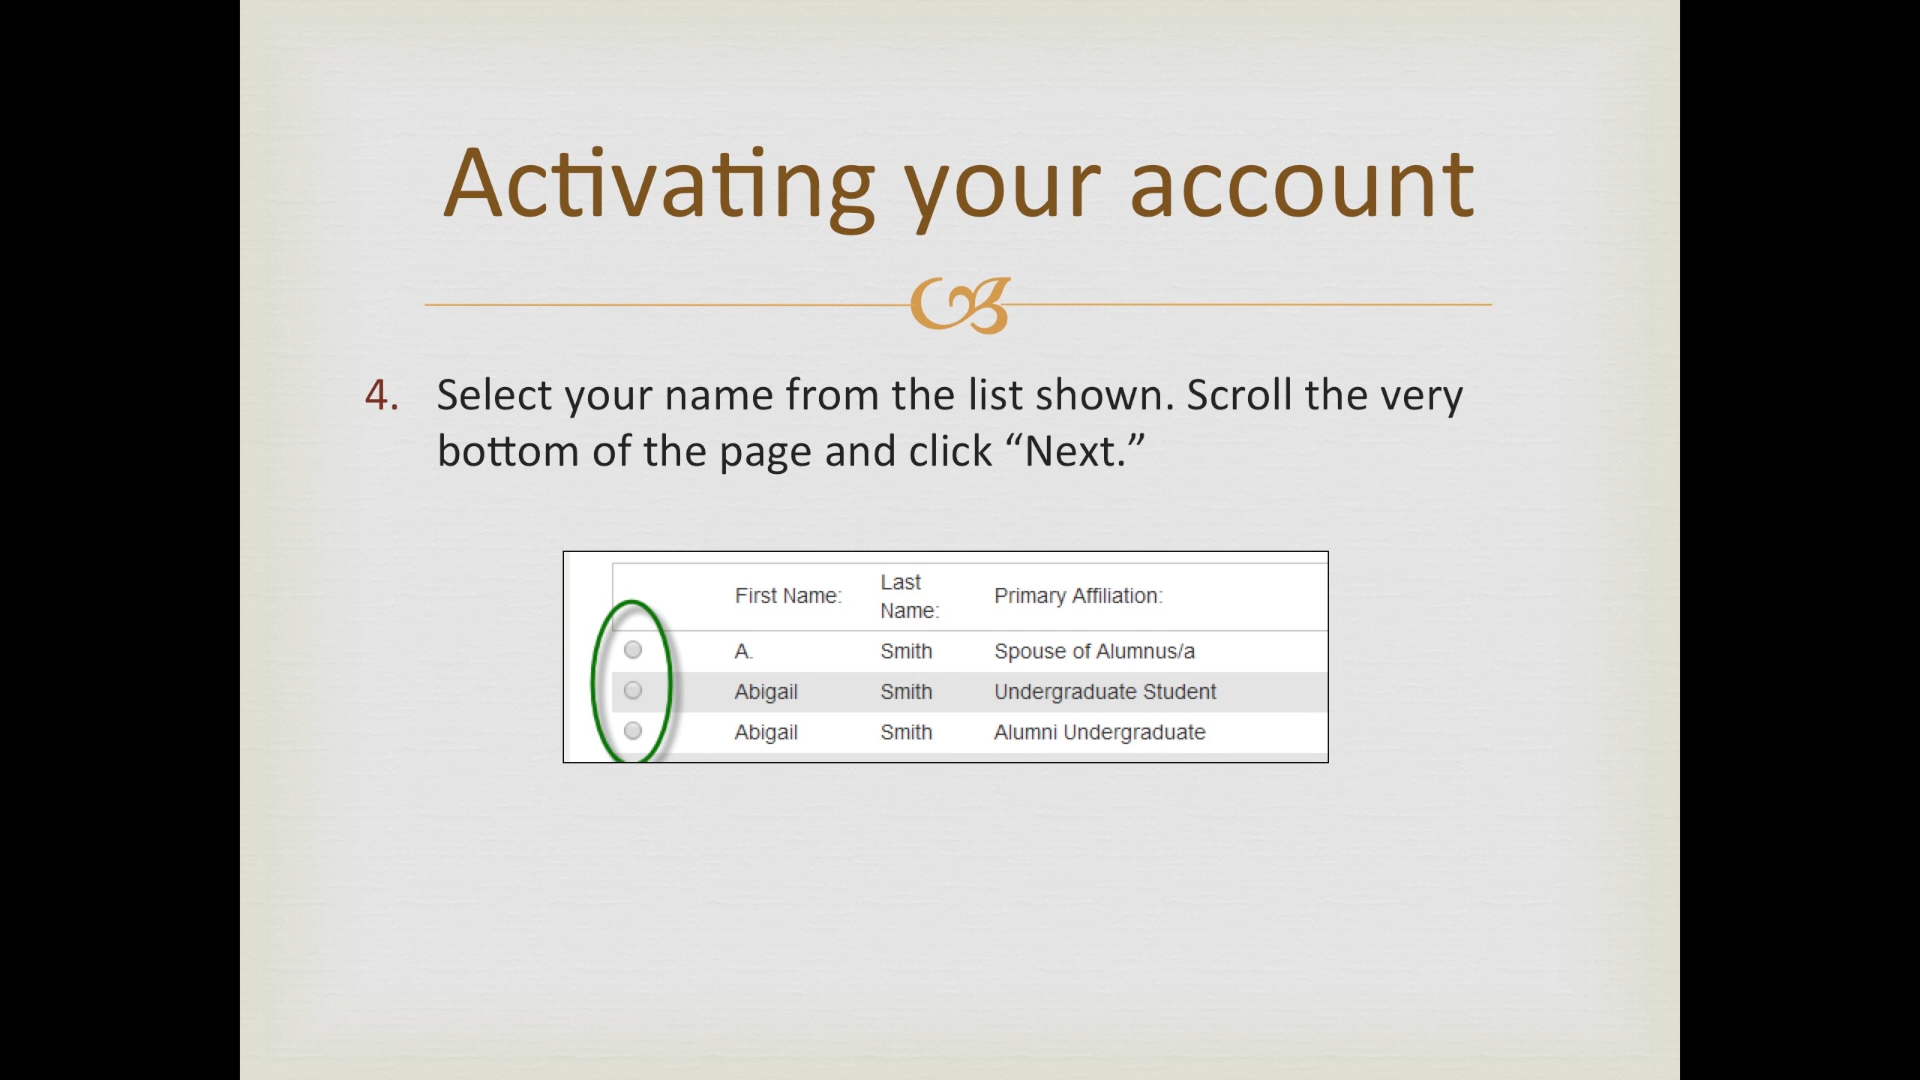 Activating your account
4. Select your name from the list shown. Scroll the very
bottom of the page and click “Next.”
First Name: Last Name: Primary Affiliation:
A. Smith Spouse of Alumnus/a
Abigail Smith Undergraduate Student
Abigail Smith Alumni Undergraduate